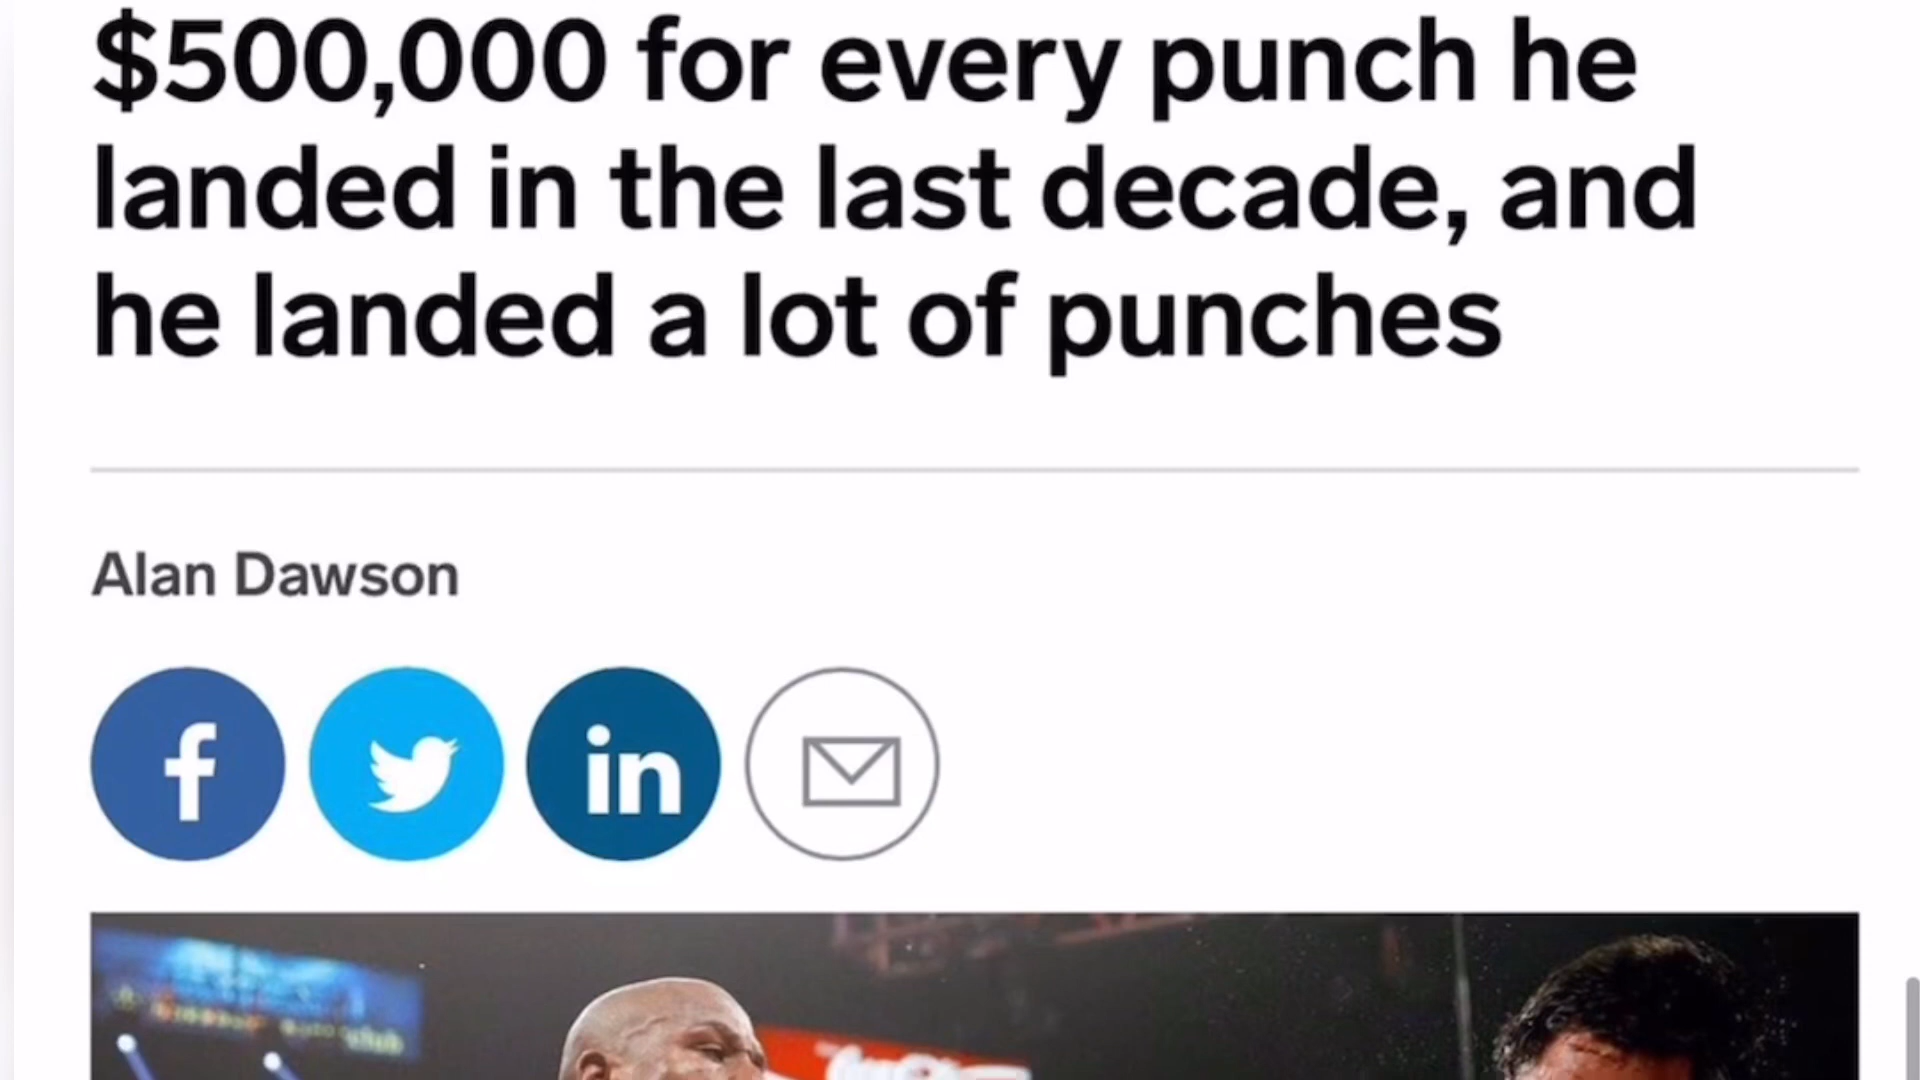 $500,000 for every punch he
landed in the last decade, and
he landed a lot of punches
Alan Dawson
f
in